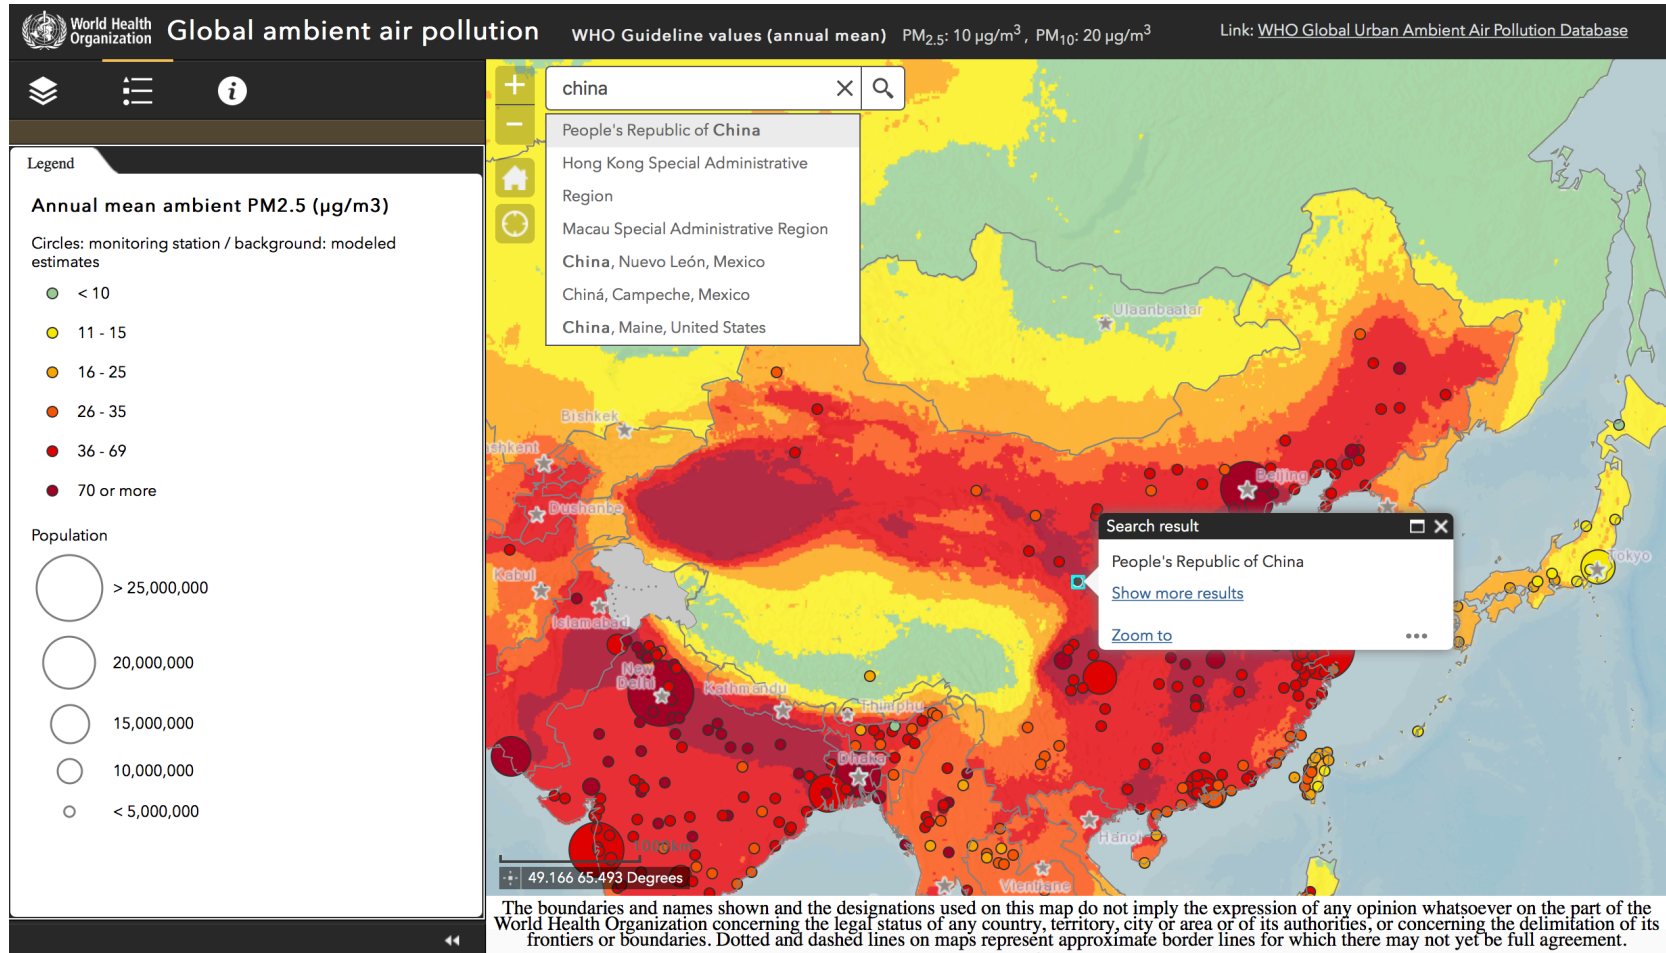 World Health
Organization
Global ambient air pollution
WHO Guideline values (annual mean) PM2.5: 10 µg/m3 , PM10: 20 µg/m3
Link: WHO Global Urban Ambient Air Pollution Database
Legend
Annual mean ambient PM2.5 (µg/m3)
Circles: monitoring station / background: modeled
estimates
< 10
11 - 15
16 - 25
26 - 35
36 - 69
70 or more
Population
> 25,000,000
20,000,000
15,000,000
10,000,000
< 5,000,000
+
−
china
People's Republic of China
Hong Kong Special Administrative
Region
Macau Special Administrative Region
China, Nuevo León, Mexico
Chiná, Campeche, Mexico
China, Maine, United States
Ulaanbaatar
Bishkek
shkent
Dushanbe
Beijing
Tokyo
Kabul
Islamabad
New
Delhi
Kathmandu
Thimphu
Dhaka
Hanoi
Vientiane
Search result
People's Republic of China
Show more results
Zoom to
1000km
49.166 65.493 Degrees
The boundaries and names shown and the designations used on this map do not imply the expression of any opinion whatsoever on the part of the
World Health Organization concerning the legal status of any country, territory, city or area or of its authorities, or concerning the delimitation of its
frontiers or boundaries. Dotted and dashed lines on maps represent approximate border lines for which there may not yet be full agreement.